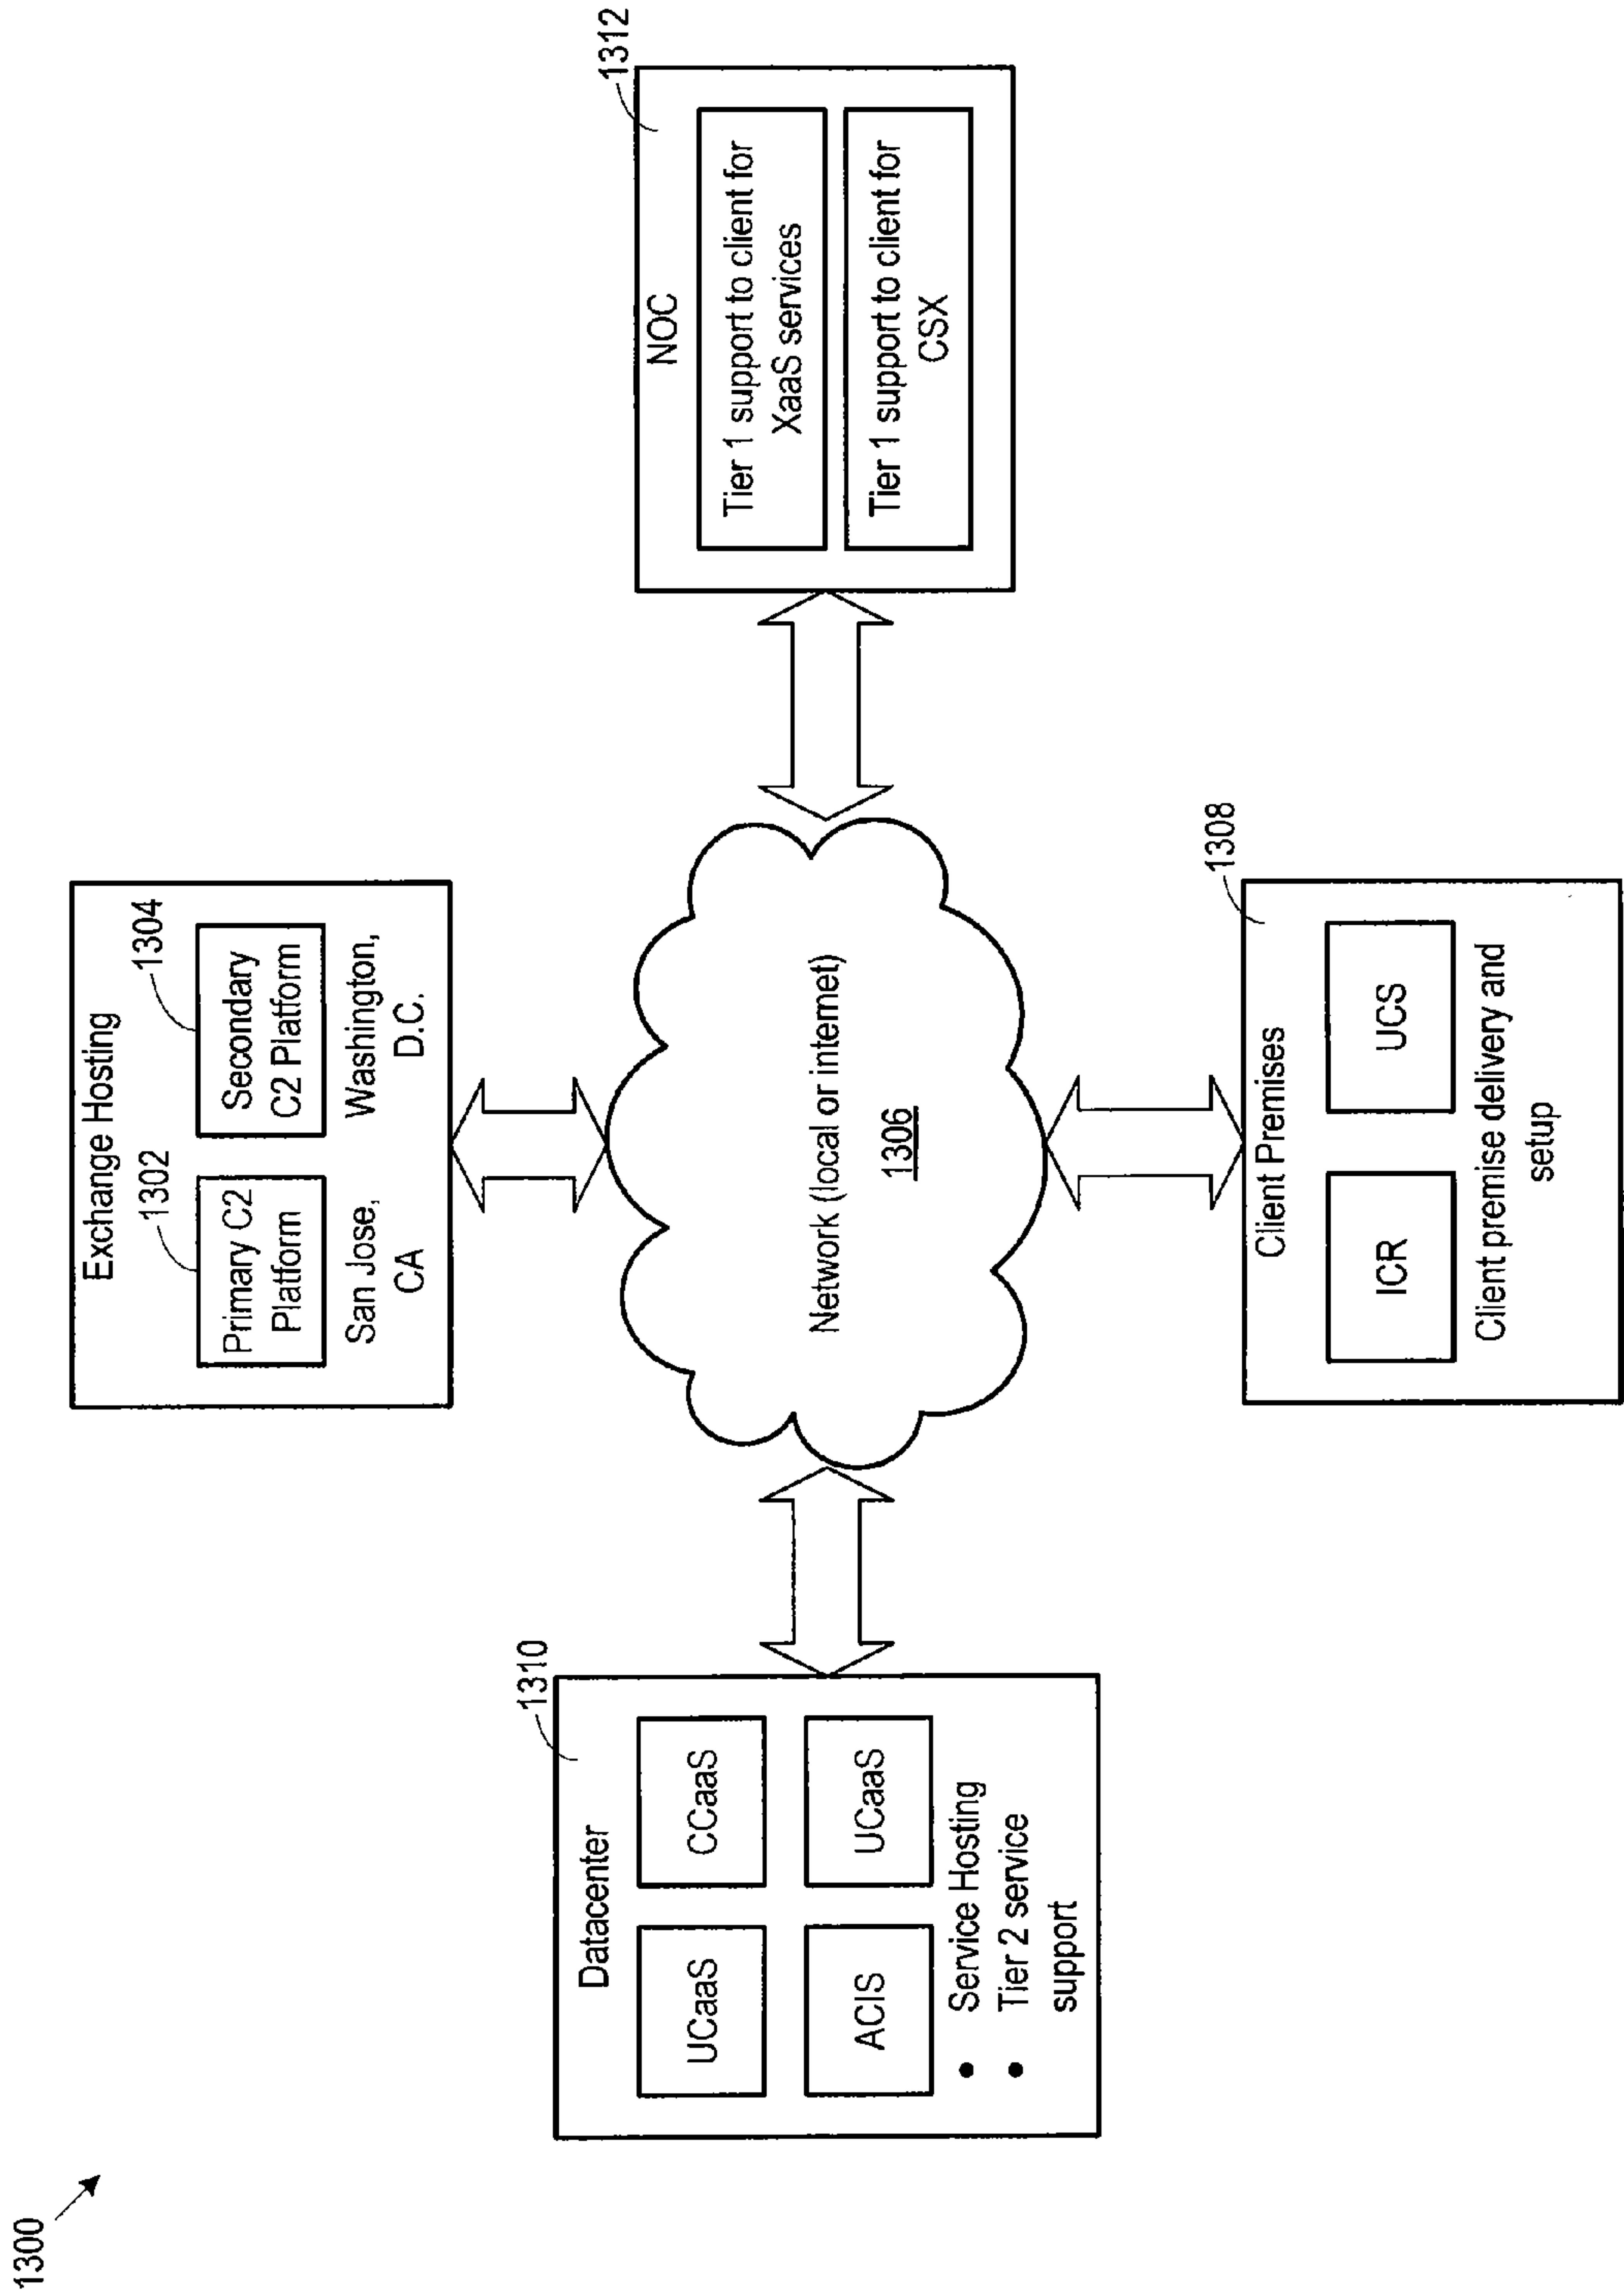 1300
Exchange Hosting
1302
1304
Primary C2
Platform
Secondary
C2 Platform
San Jose,
CA
Washington,
D.C.
1310
Datacenter
UCaaS
CCaaS
ACIS
UCaaS
• Service Hosting
• Tier 2 service
support
Network (local or internet)
1306
1312
NOC
Tier 1 support to client for
XaaS services
Tier 1 support to client for
CSX
1308
Client Premises
ICR
UCS
Client premise delivery and
setup